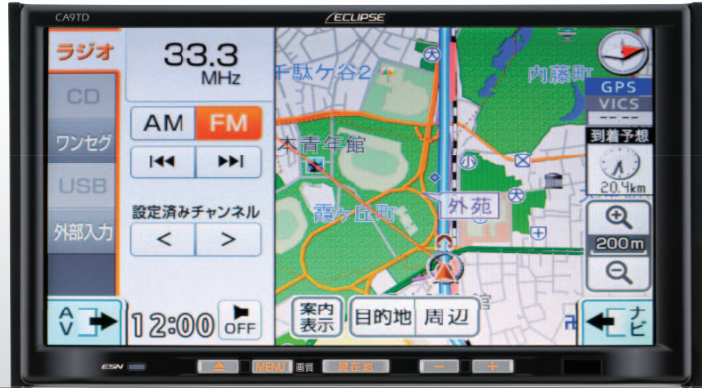 CA9TD
ECLIPSE
ラジオ
CD
ワンセグ
USB
外部入力
AV
33.3
MHz
AM
FM
設定済みチャンネル
<
>
12:00
OFF
千駄ケ谷2
内藤町
本青年館
霞ケ丘町
外苑
GPS
VICS
--:--
到着予想
20.4km
200m
案内
表示
目的地
周辺
ナビ
ESN
MENU
画質
現在地